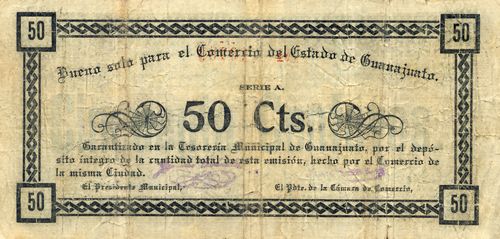 50 50
Bueno solo para el Comercio del Estado de Guanajuato.
SERIE A.
50 Cts.
Garantizado en la Tesorería Municipal de Guanajuato, por el depó-
sito íntegro de la cantidad total de esta emisión, hecho por el Comercio de
la misma Ciudad.
El Presidente Municipal, El Pdte. de la Cámara de Comercio,
50 50